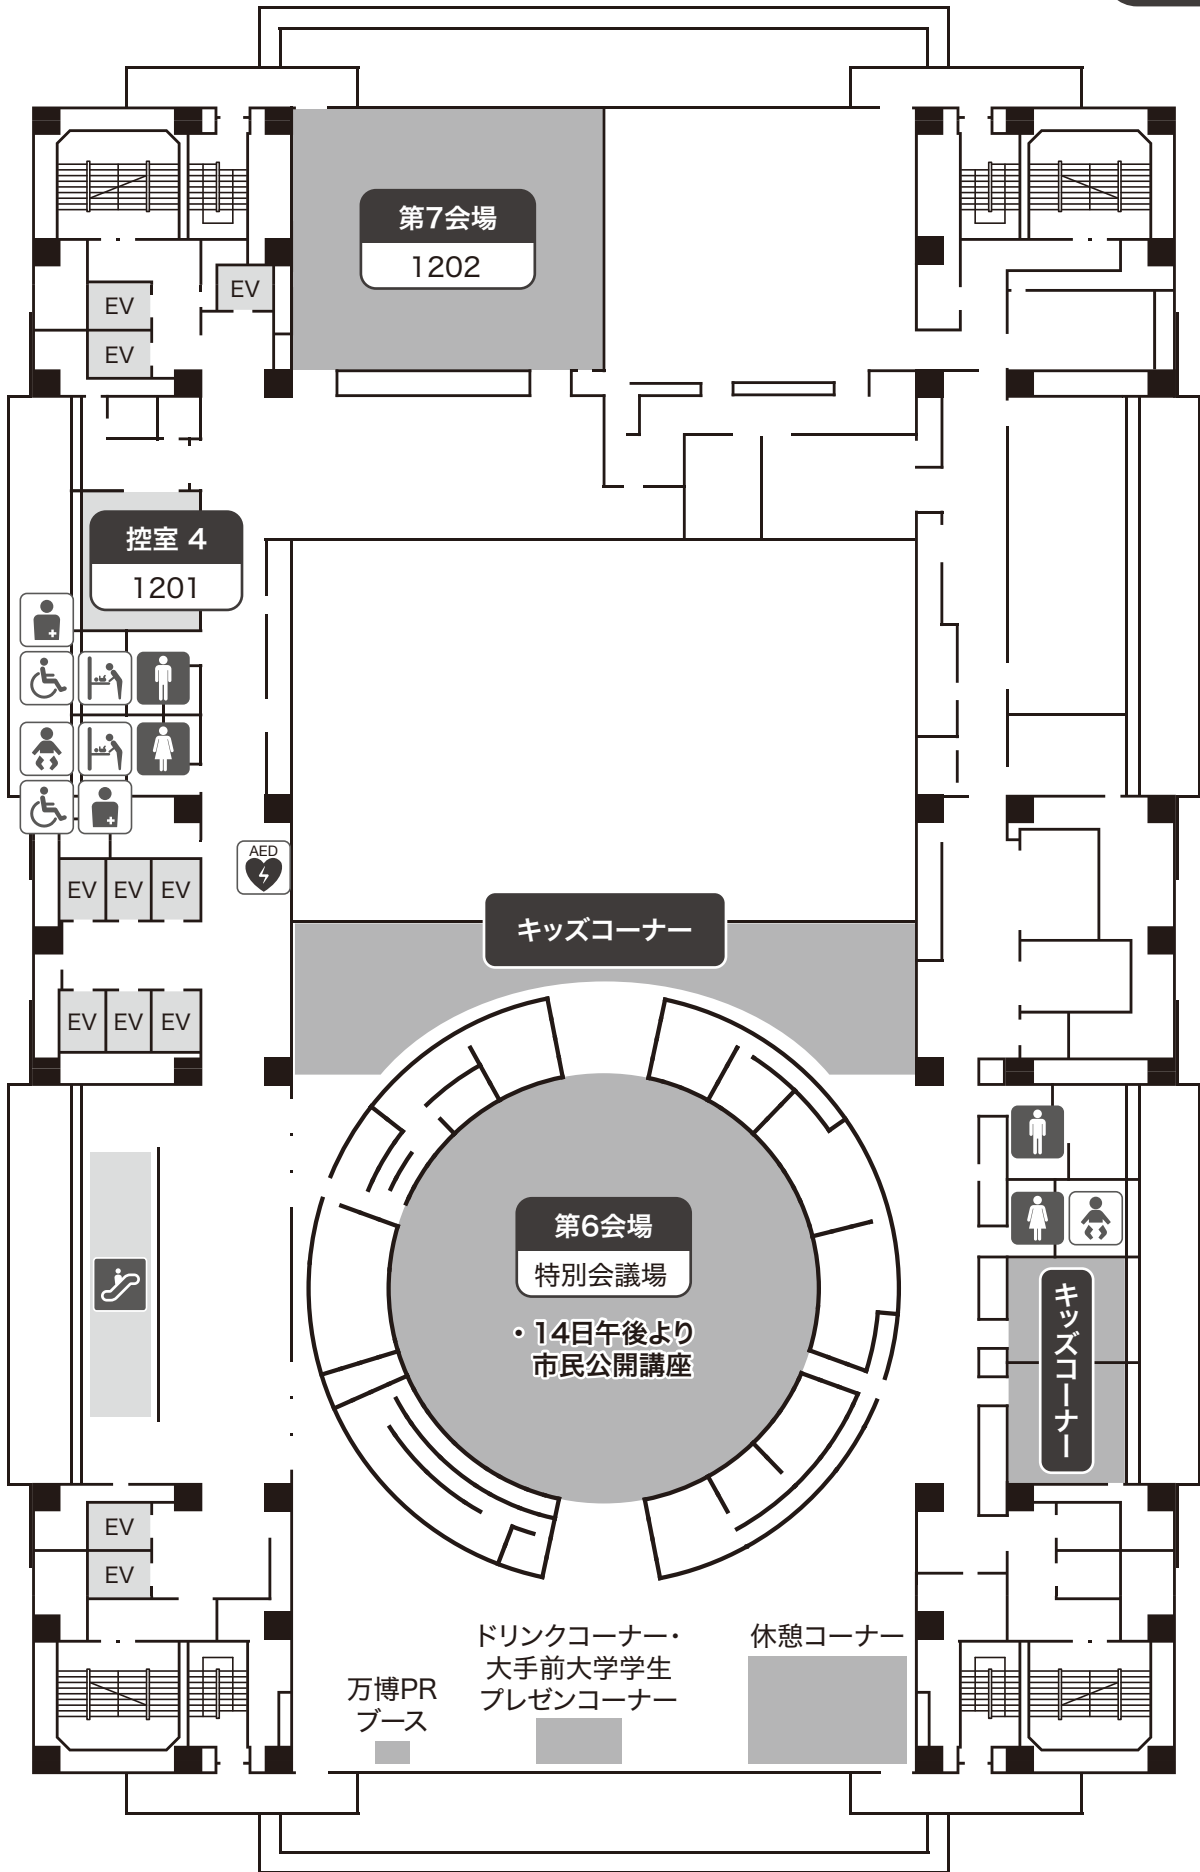 第7会場
1202
EV
EV
EV
控室 4
1201
AED
EV EV EV
キッズコーナー
EV EV EV
第6会場
特別会議場
・14日午後より
市民公開講座
キッズコーナー
EV
EV
ドリンクコーナー・
大手前大学学生
プレゼンコーナー
休憩コーナー
万博PR
ブース